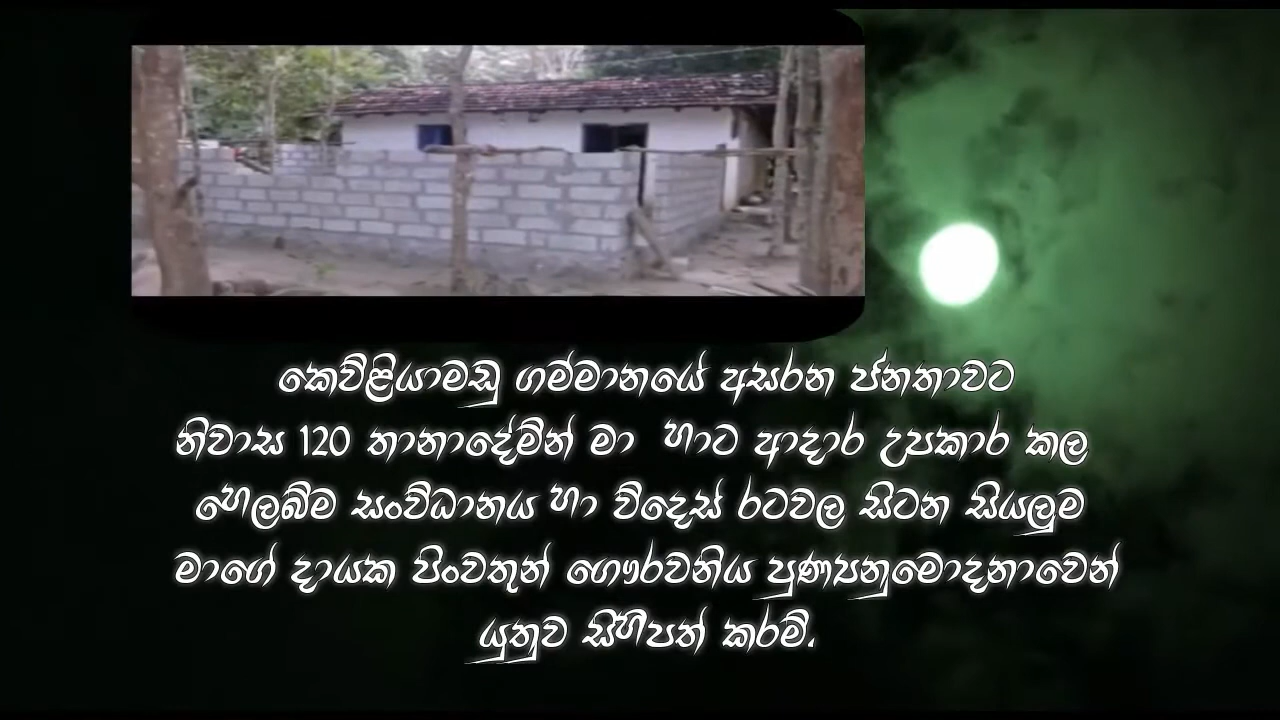 කෙව්ළියාමඩු ගම්මානයේ අසරන ජනතාවට
නිවාස 120 තානාදේමින් මා හාට ආදාර උපකාර කල
හෙලබිම සංවිධානය හා විදෙස් රටවල සිටන සියලුම
මාගේ දායක පිංවතුන් ගෞරවනිය පුණ්‍යනුමොදනාවෙන්
යුතුව සිහිපත් කරමි.